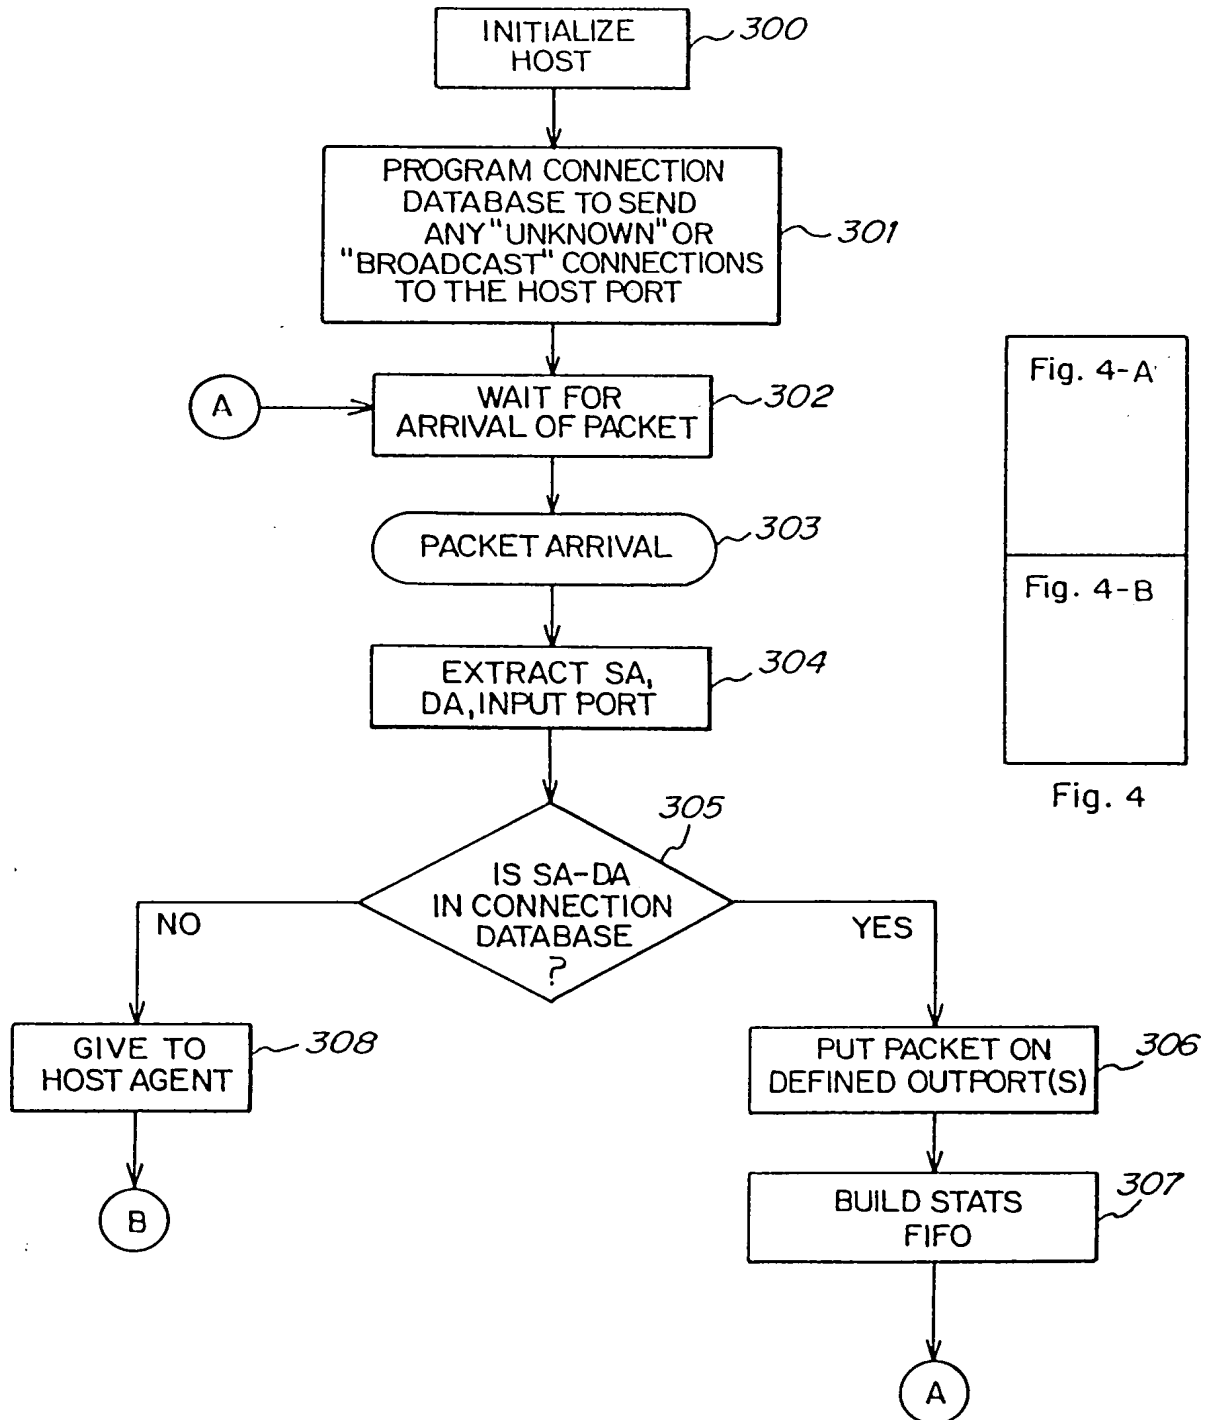 INITIALIZE
HOST
300
PROGRAM CONNECTION
DATABASE TO SEND
ANY "UNKNOWN" OR
"BROADCAST" CONNECTIONS
TO THE HOST PORT
301
A
WAIT FOR
ARRIVAL OF PACKET
302
PACKET ARRIVAL
303
EXTRACT SA,
DA, INPUT PORT
304
Fig. 4-A
Fig. 4-B
Fig. 4
305
IS SA-DA
IN CONNECTION
DATABASE
?
NO
YES
GIVE TO
HOST AGENT
308
B
PUT PACKET ON
DEFINED OUTPORT(S)
306
BUILD STATS
FIFO
307
A